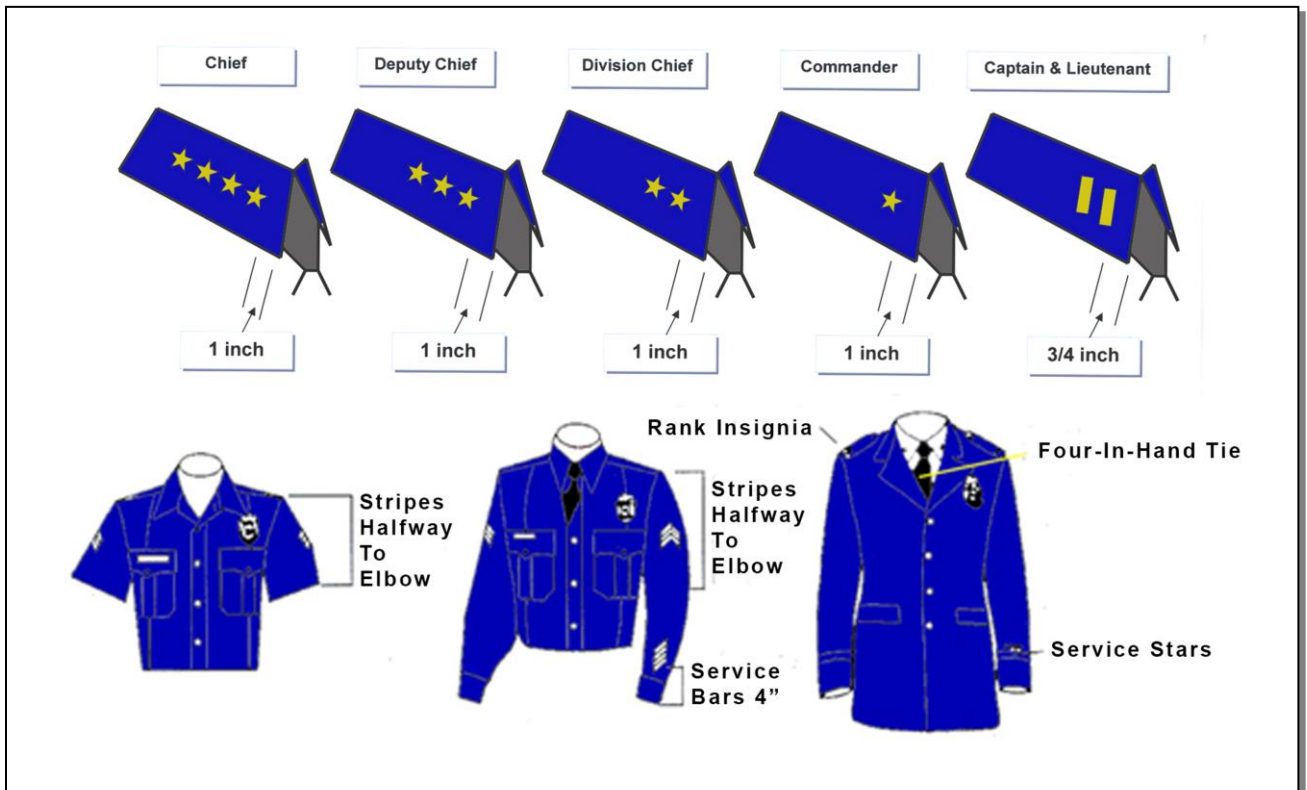 Chief
Deputy Chief
Division Chief
Commander
Captain & Lieutenant
1 inch
1 inch
1 inch
1 inch
3/4 inch
Stripes
Halfway
To
Elbow
Stripes
Halfway
To
Elbow
Service
Bars 4”
Rank Insignia
Four-In-Hand Tie
Service Stars